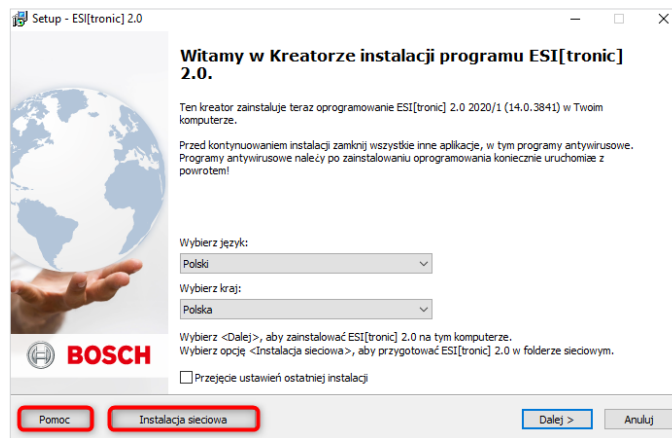 Setup - ESI[tronic] 2.0
Witamy w Kreatorze instalacji programu ESI[tronic]
2.0.
Ten kreator zainstaluje teraz oprogramowanie ESI[tronic] 2.0 2020/1 (14.0.3841) w Twoim
komputerze.
Przed kontynuowaniem instalacji zamknij wszystkie inne aplikacje, w tym programy antywirusowe.
Programy antywirusowe należy po zainstalowaniu oprogramowania koniecznie uruchomiæ z
powrotem!
Wybierz język:
Polski
Wybierz kraj:
Polska
Wybierz <Dalej>, aby zainstalować ESI[tronic] 2.0 na tym komputerze.
Wybierz opcję <Instalacja sieciowa>, aby przygotować ESI[tronic] 2.0 w folderze sieciowym.
BOSCH
Przejęcie ustawień ostatniej instalacji
Pomoc Instalacja sieciowa Dalej > Anuluj